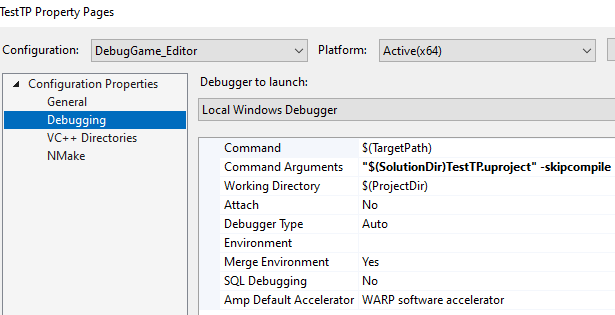 TestTP Property Pages
Configuration: DebugGame_Editor Platform: Active(x64)
Configuration Properties
General
Debugging
VC++ Directories
NMake
Debugger to launch:
Local Windows Debugger
Command $(TargetPath)
Command Arguments "$(SolutionDir)TestTP.uproject" -skipcompile
Working Directory $(ProjectDir)
Attach No
Debugger Type Auto
Environment
Merge Environment Yes
SQL Debugging No
Amp Default Accelerator WARP software accelerator